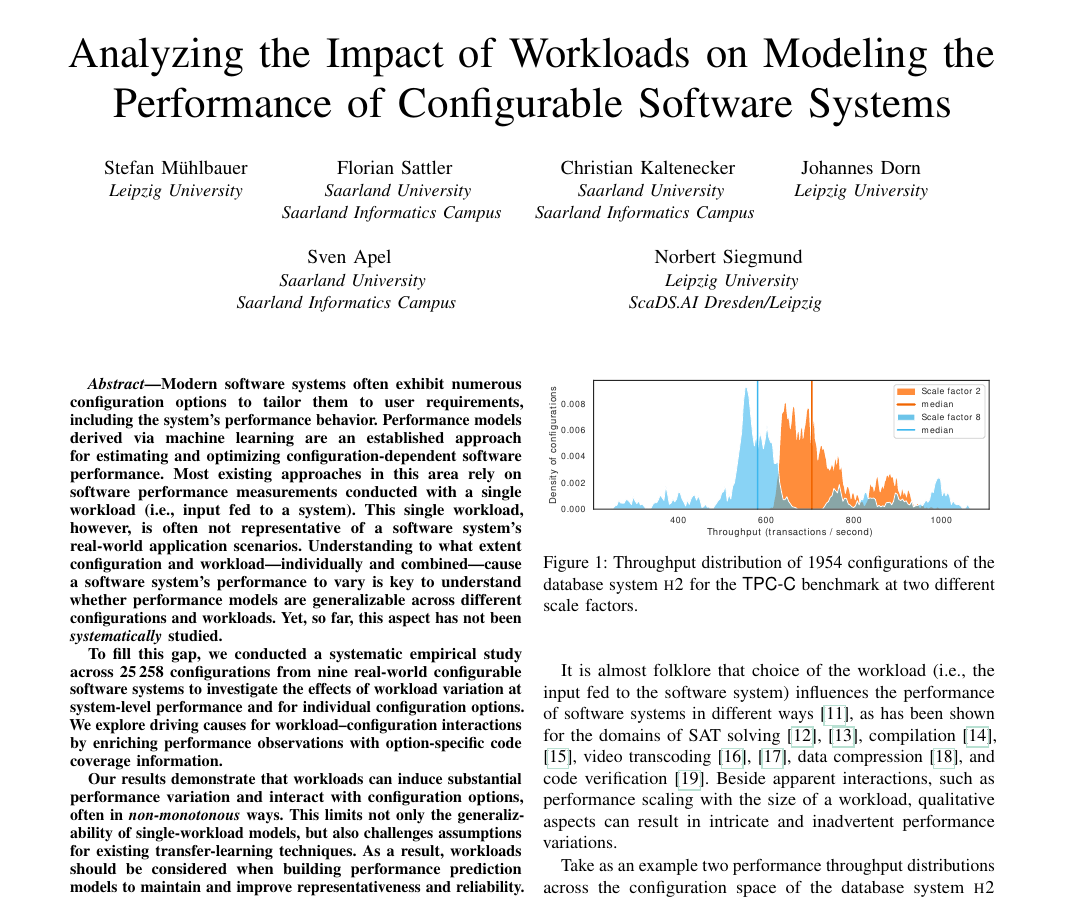 Analyzing the Impact of Workloads on Modeling the
Performance of Configurable Software Systems
Stefan Mühlbauer
Leipzig University
Florian Sattler
Saarland University
Saarland Informatics Campus
Christian Kaltenecker
Saarland University
Saarland Informatics Campus
Johannes Dorn
Leipzig University
Sven Apel
Saarland University
Saarland Informatics Campus
Norbert Siegmund
Leipzig University
ScaDS.AI Dresden/Leipzig
Abstract—Modern software systems often exhibit numerous
configuration options to tailor them to user requirements,
including the system's performance behavior. Performance models
derived via machine learning are an established approach
for estimating and optimizing configuration-dependent software
performance. Most existing approaches in this area rely on
software performance measurements conducted with a single
workload (i.e., input fed to a system). This single workload,
however, is often not representative of a software system's
real-world application scenarios. Understanding to what extent
configuration and workload—individually and combined—cause
a software system's performance to vary is key to understand
whether performance models are generalizable across different
configurations and workloads. Yet, so far, this aspect has not been
systematically studied.
To fill this gap, we conducted a systematic empirical study
across 25 258 configurations from nine real-world configurable
software systems to investigate the effects of workload variation at
system-level performance and for individual configuration options.
We explore driving causes for workload–configuration interactions
by enriching performance observations with option-specific code
coverage information.
Our results demonstrate that workloads can induce substantial
performance variation and interact with configuration options,
often in non-monotonous ways. This limits not only the generaliz-
ability of single-workload models, but also challenges assumptions
for existing transfer-learning techniques. As a result, workloads
should be considered when building performance prediction
models to maintain and improve representativeness and reliability.
Density of configurations
0.008
0.006
0.004
0.002
0.000
400
600
800
1000
Throughput (transactions / second)
Scale factor 2
median
Scale factor 8
median
Figure 1: Throughput distribution of 1954 configurations of the
database system H2 for the TPC-C benchmark at two different
scale factors.
It is almost folklore that choice of the workload (i.e., the
input fed to the software system) influences the performance
of software systems in different ways [11], as has been shown
for the domains of SAT solving [12], [13], compilation [14],
[15], video transcoding [16], [17], data compression [18], and
code verification [19]. Beside apparent interactions, such as
performance scaling with the size of a workload, qualitative
aspects can result in intricate and inadvertent performance
variations.
Take as an example two performance throughput distributions
across the configuration space of the database system H2